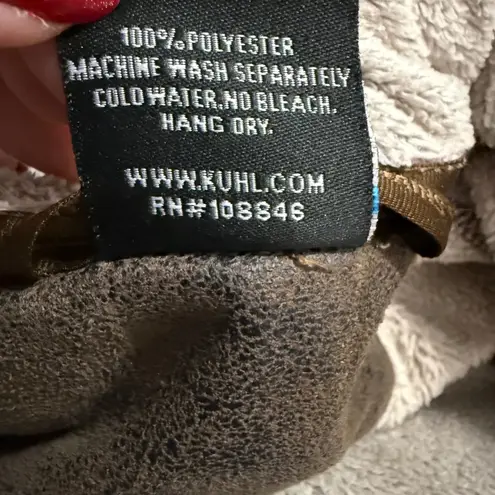 100%POLYESTER
MACHINE WASH SEPARATELY
COLD WATER.NO BLEACH.
HANG DRY.
WWW.KUHL.COM
RN#108846